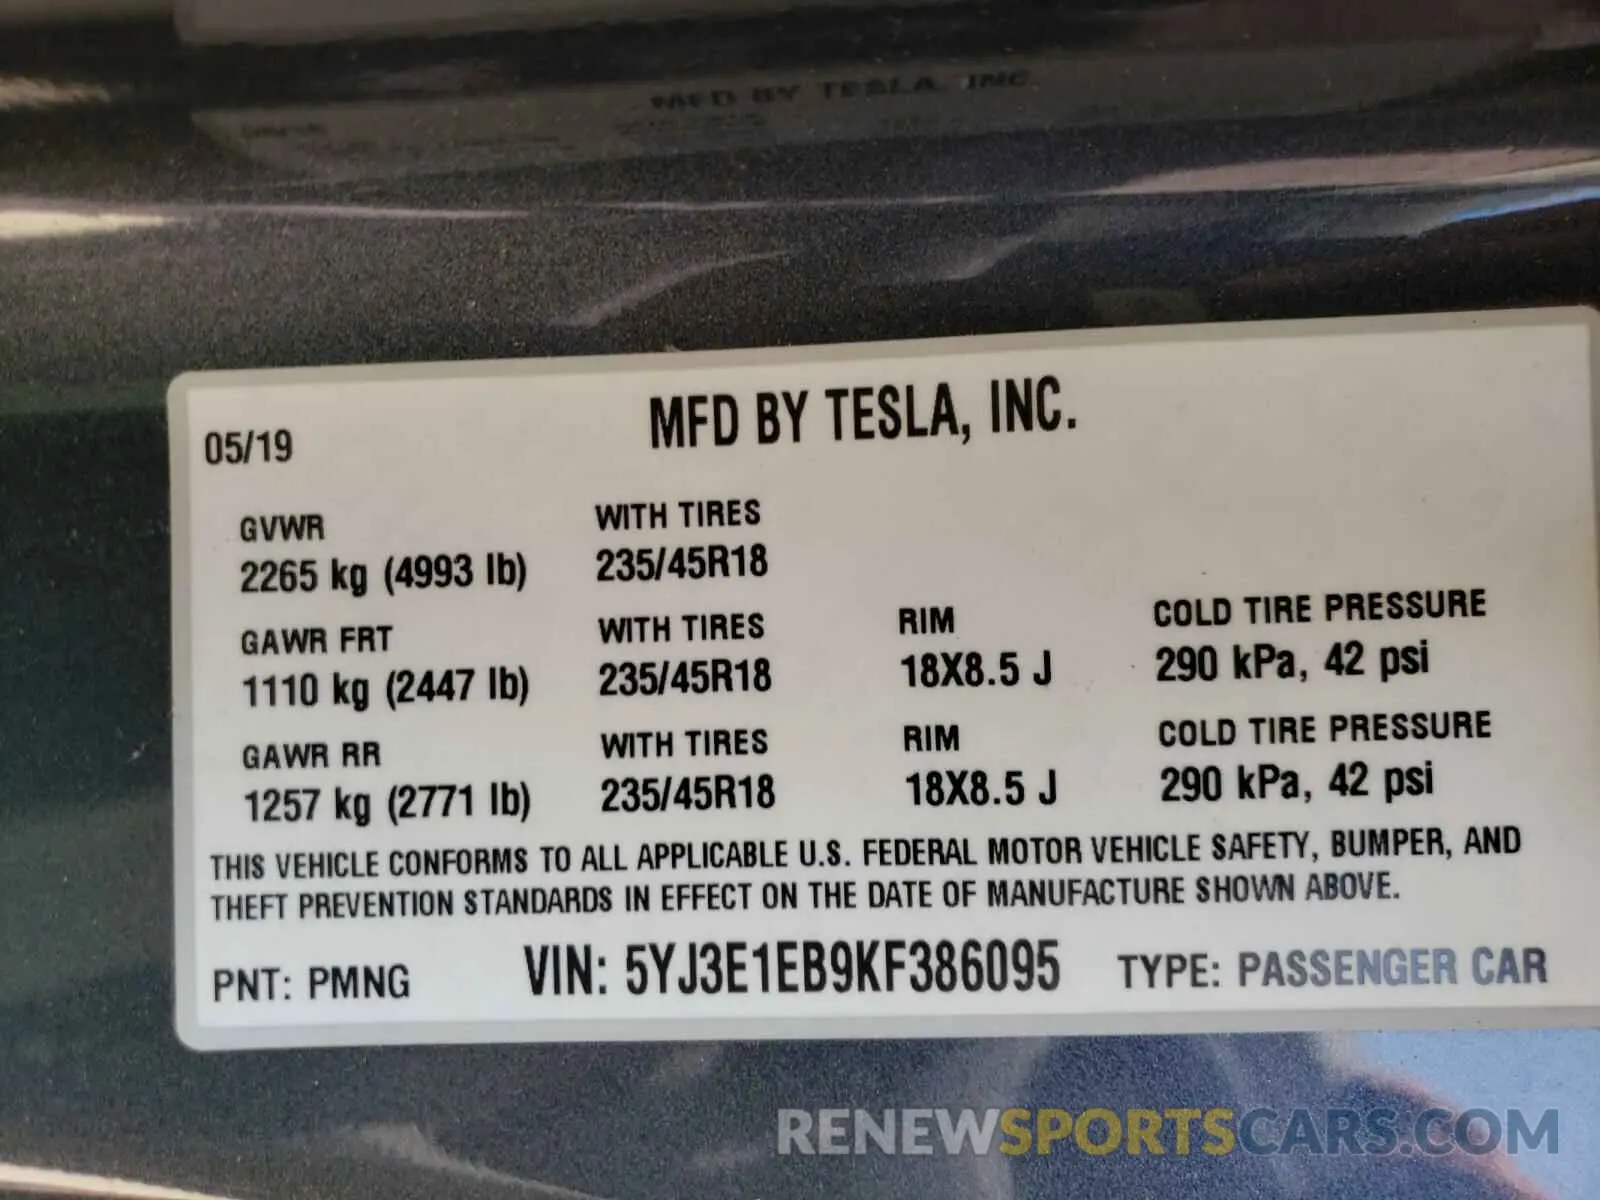 MFD BY TESLA, INC.
MFD BY TESLA, INC.
05/19
GVWR WITH TIRES
2265 kg (4993 lb) 235/45R18
GAWR FRT WITH TIRES RIM COLD TIRE PRESSURE
1110 kg (2447 lb) 235/45R18 18X8.5 J 290 kPa, 42 psi
GAWR RR WITH TIRES RIM COLD TIRE PRESSURE
1257 kg (2771 lb) 235/45R18 18X8.5 J 290 kPa, 42 psi
THIS VEHICLE CONFORMS TO ALL APPLICABLE U.S. FEDERAL MOTOR VEHICLE SAFETY, BUMPER, AND
THEFT PREVENTION STANDARDS IN EFFECT ON THE DATE OF MANUFACTURE SHOWN ABOVE.
PNT: PMNG VIN: 5YJ3E1EB9KF386095 TYPE: PASSENGER CAR
RENEWSPORTSCARS.COM